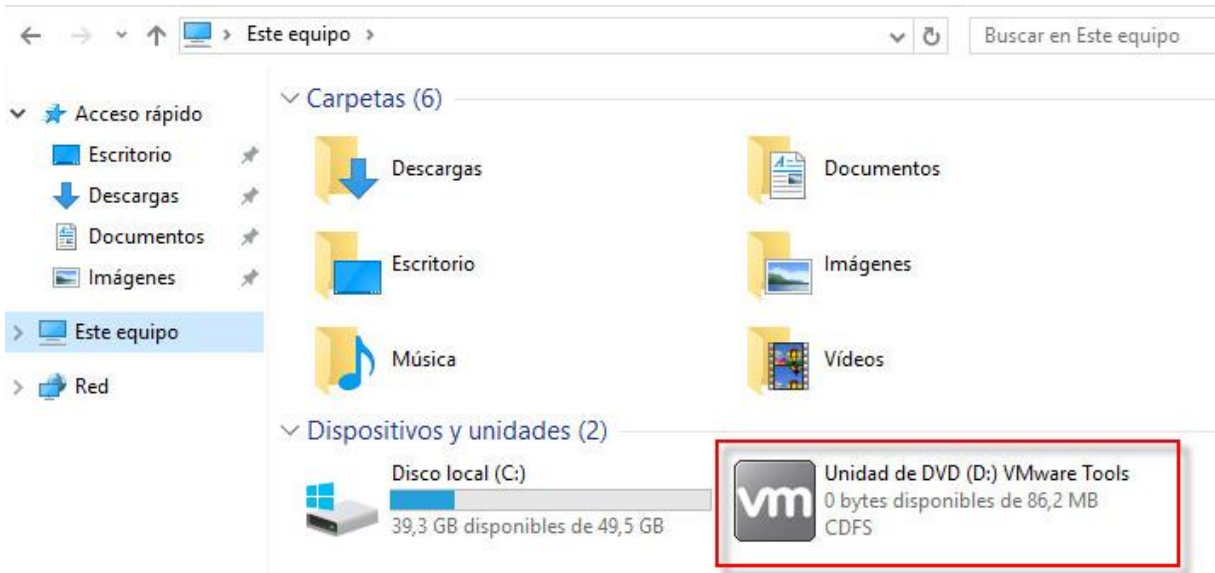 Este equipo
Buscar en Este equipo
Acceso rápido
Escritorio
Descargas
Documentos
Imágenes
Este equipo
Red
Carpetas (6)
Descargas
Documentos
Escritorio
Imágenes
Música
Vídeos
Dispositivos y unidades (2)
Disco local (C:)
39,3 GB disponibles de 49,5 GB
vm
Unidad de DVD (D:) VMware Tools
0 bytes disponibles de 86,2 MB
CDFS